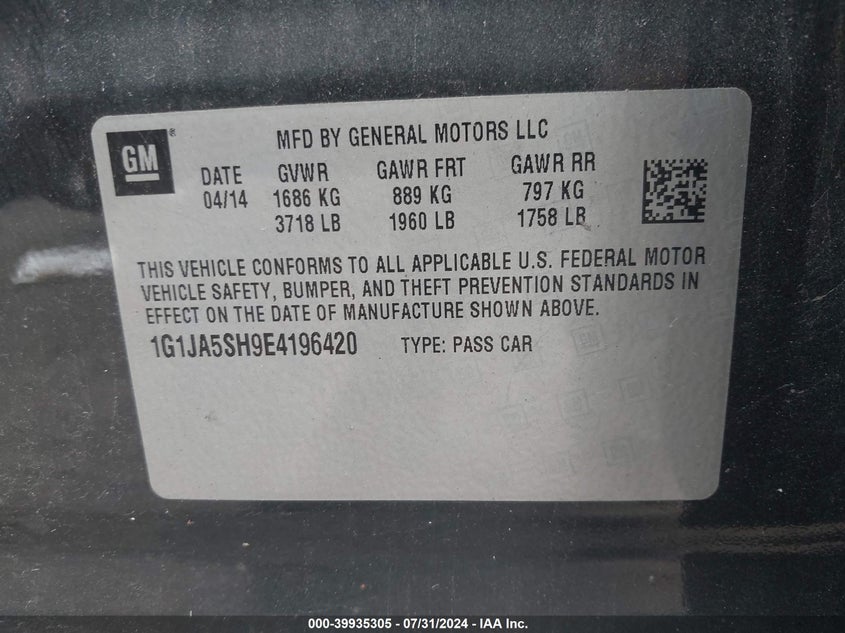 GM®
MFD BY GENERAL MOTORS LLC
DATE GVWR GAWR FRT GAWR RR
04/14 1686 KG 889 KG 797 KG
3718 LB 1960 LB 1758 LB
THIS VEHICLE CONFORMS TO ALL APPLICABLE U.S. FEDERAL MOTOR
VEHICLE SAFETY, BUMPER, AND THEFT PREVENTION STANDARDS IN
EFFECT ON THE DATE OF MANUFACTURE SHOWN ABOVE.
1G1JA5SH9E4196420 TYPE: PASS CAR
000-39935305 - 07/31/2024 - IAA Inc.